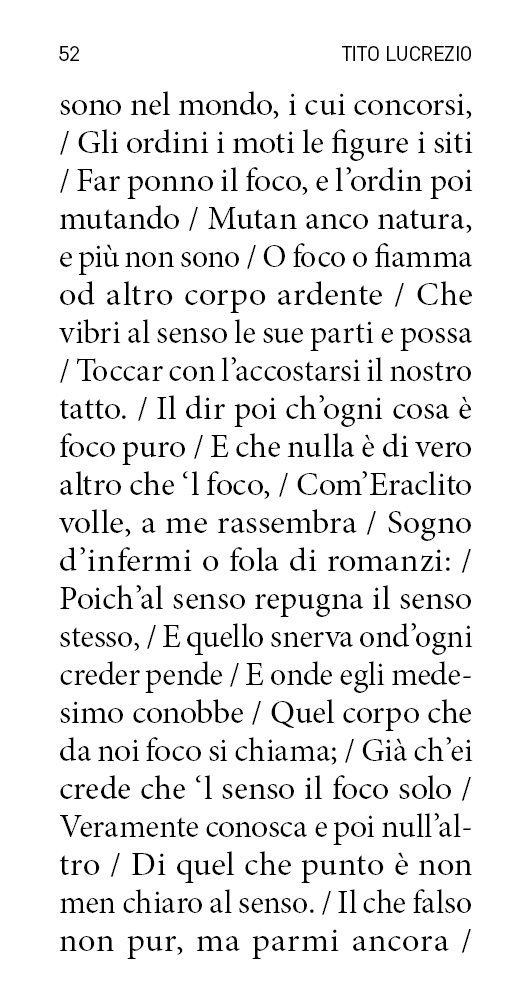 52 TITO LUCREZIO
sono nel mondo, i cui concorsi,
/ Gli ordini i moti le figure i siti
/ Far ponno il foco, e l’ordin poi
mutando / Mutan anco natura,
e più non sono / O foco o fiamma
od altro corpo ardente / Che
vibri al senso le sue parti e possa
/ Toccar con l’accostarsi il nostro
tatto. / Il dir poi ch’ogni cosa è
foco puro / E che nulla è di vero
altro che ‘l foco, / Com’Eraclito
volle, a me rassembra / Sogno
d’infermi o fola di romanzi: /
Poich’al senso repugna il senso
stesso, / E quello snerva ond’ogni
creder pende / E onde egli mede-
simo conobbe / Quel corpo che
da noi foco si chiama; / Già ch’ei
crede che ‘l senso il foco solo /
Veramente conosca e poi null’al-
tro / Di quel che punto è non
men chiaro al senso. / Il che falso
non pur, ma parmi ancora /